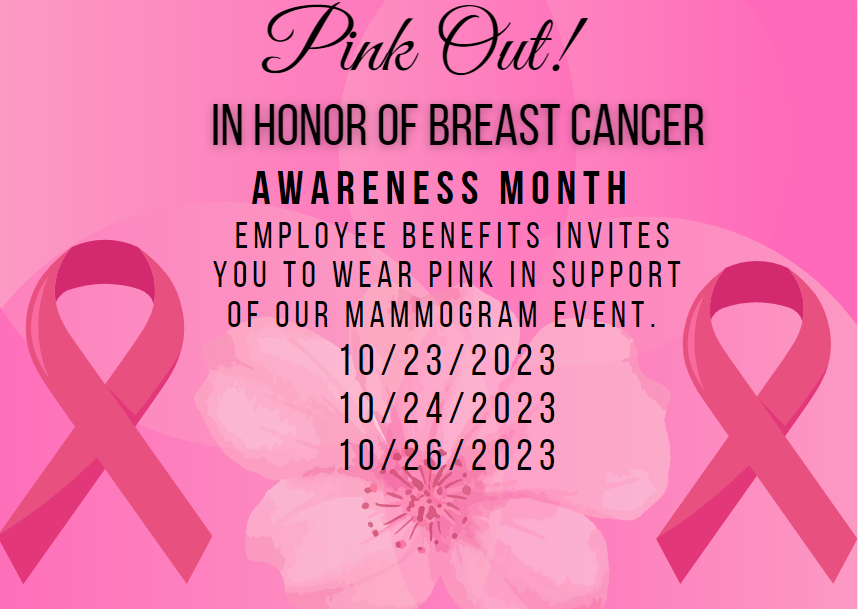 Pink Out!
IN HONOR OF BREAST CANCER
AWARENESS MONTH
EMPLOYEE BENEFITS INVITES
YOU TO WEAR PINK IN SUPPORT
OF OUR MAMMOGRAM EVENT.
10/23/2023
10/24/2023
10/26/2023